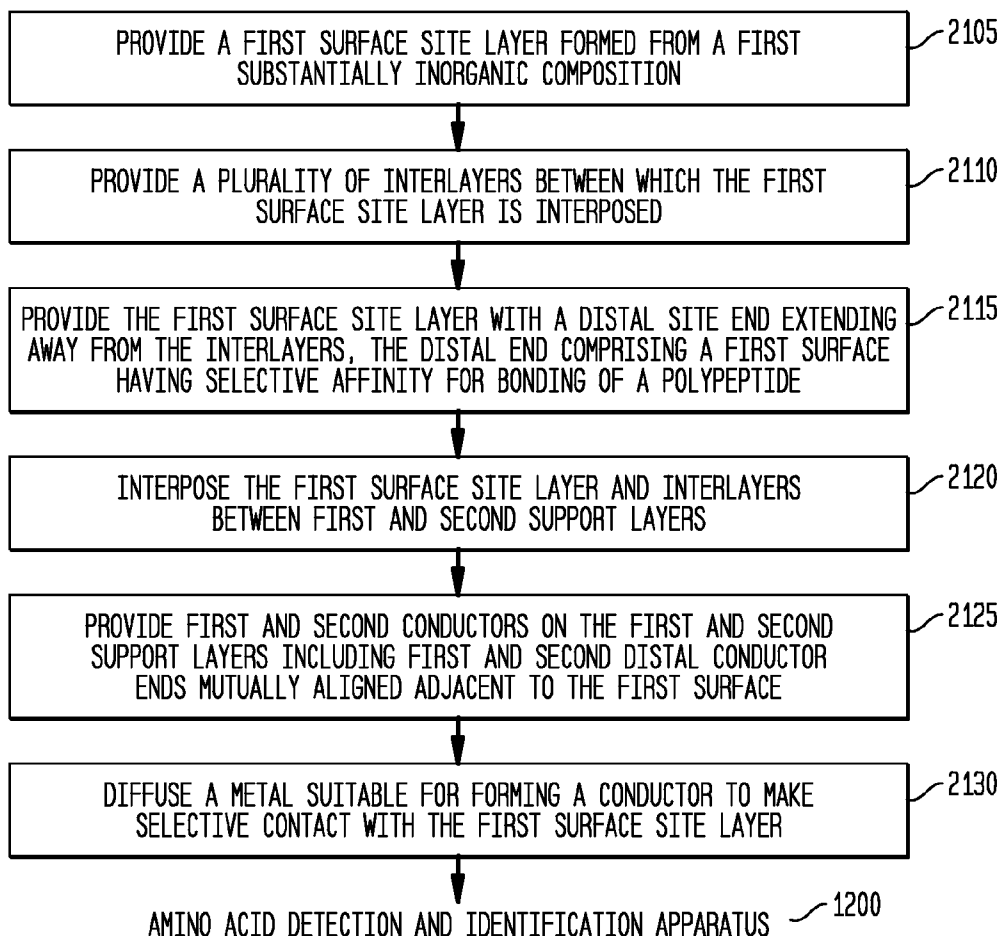 PROVIDE A FIRST SURFACE SITE LAYER FORMED FROM A FIRST
SUBSTANTIALLY INORGANIC COMPOSITION
2105
PROVIDE A PLURALITY OF INTERLAYERS BETWEEN WHICH THE FIRST
SURFACE SITE LAYER IS INTERPOSED
2110
PROVIDE THE FIRST SURFACE SITE LAYER WITH A DISTAL SITE END EXTENDING
AWAY FROM THE INTERLAYERS, THE DISTAL END COMPRISING A FIRST SURFACE
HAVING SELECTIVE AFFINITY FOR BONDING OF A POLYPEPTIDE
2115
INTERPOSE THE FIRST SURFACE SITE LAYER AND INTERLAYERS
BETWEEN FIRST AND SECOND SUPPORT LAYERS
2120
PROVIDE FIRST AND SECOND CONDUCTORS ON THE FIRST AND SECOND
SUPPORT LAYERS INCLUDING FIRST AND SECOND DISTAL CONDUCTOR
ENDS MUTUALLY ALIGNED ADJACENT TO THE FIRST SURFACE
2125
DIFFUSE A METAL SUITABLE FOR FORMING A CONDUCTOR TO MAKE
SELECTIVE CONTACT WITH THE FIRST SURFACE SITE LAYER
2130
AMINO ACID DETECTION AND IDENTIFICATION APPARATUS
1200